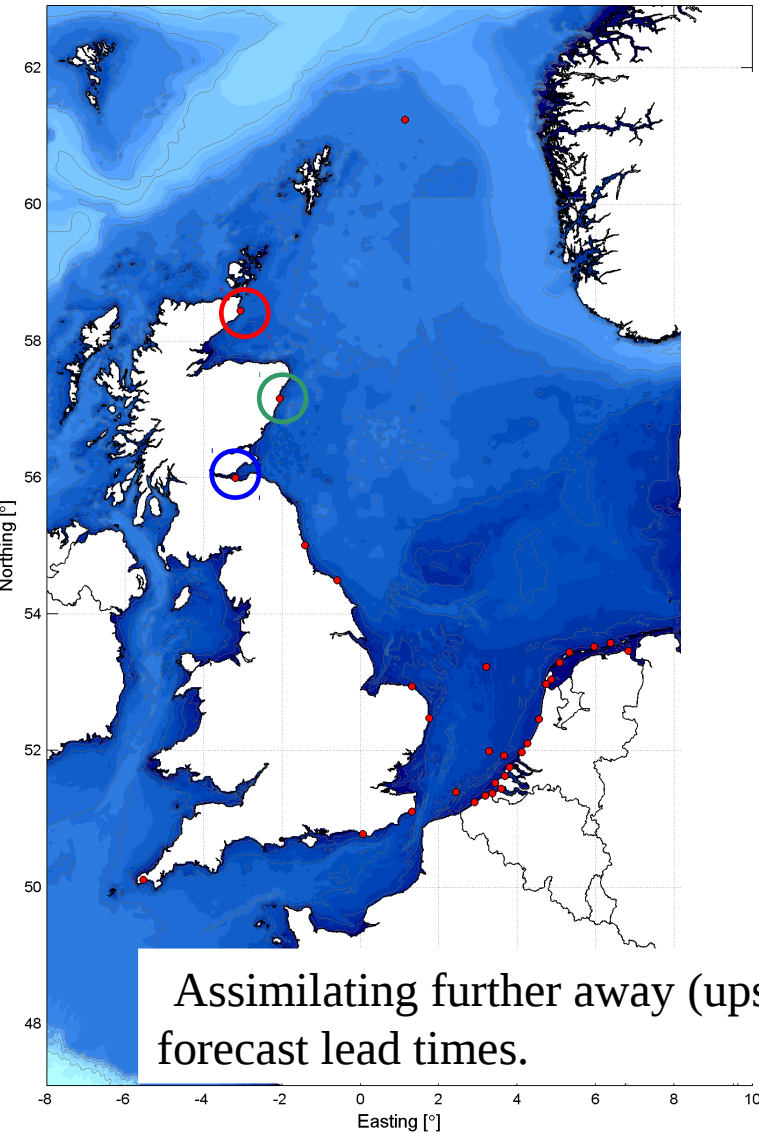 62
60
58
56
54
52
50
48
Northing [°]
Assimilating further away (ups
forecast lead times.
-8 -6 -4 -2 0 2 4 6 8 10
Easting [°]